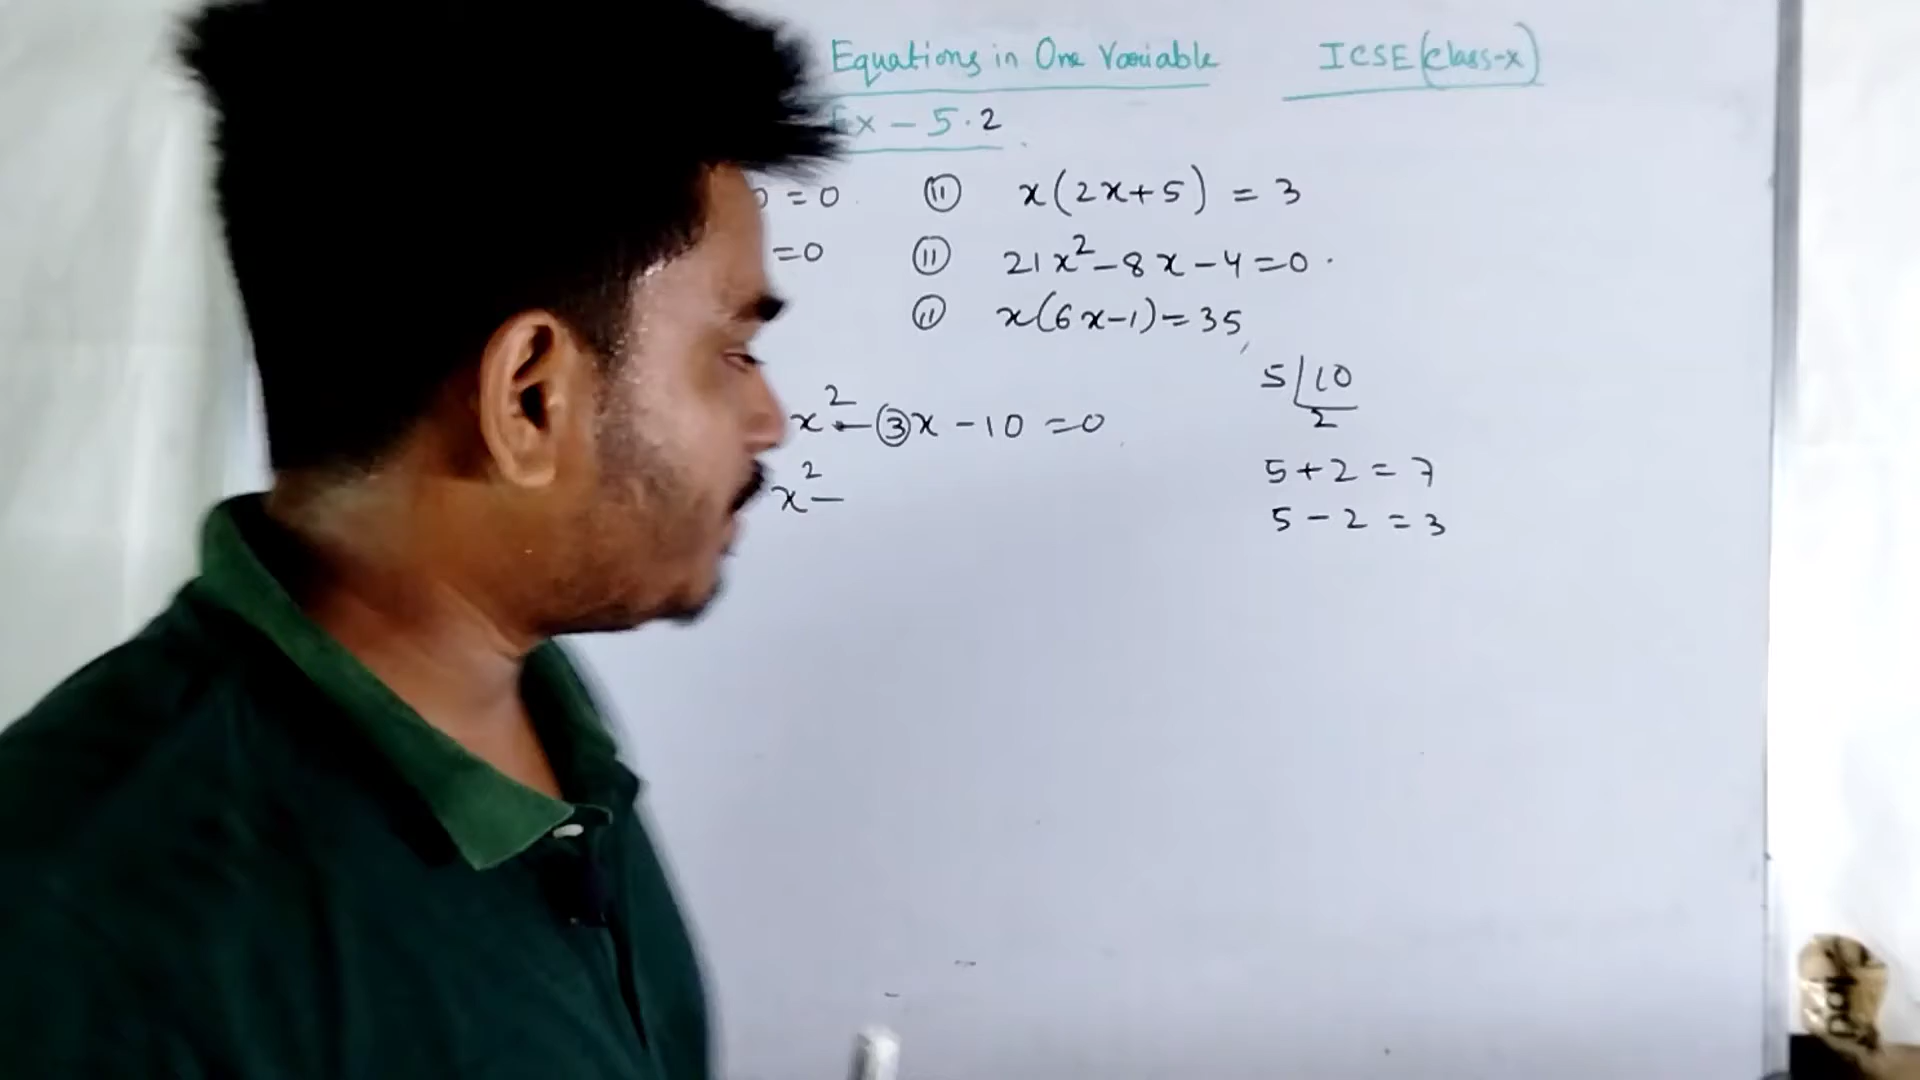 Equations in One Variable ICSE (Class-X)
Ex - 5.2
= 0 (ii) x(2x+5) = 3
=0 (ii) 21x²-8x-4=0.
(ii) x(6x-1)=35,
5 | 10
2
x² - 3x - 10 = 0
5+2 = 7
x² -
5 - 2 = 3